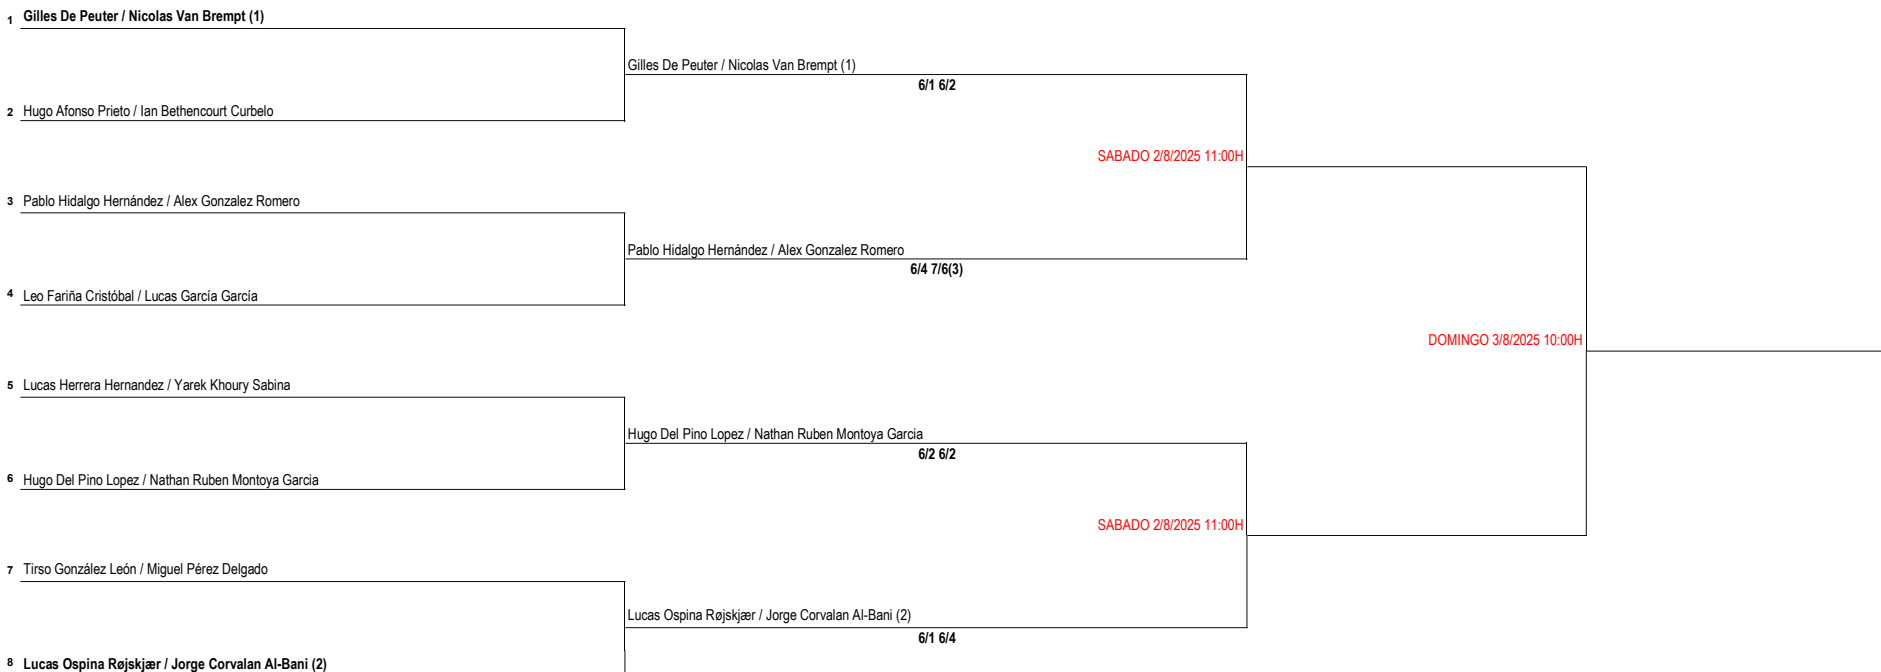 1 Gilles De Peuter / Nicolas Van Brempt (1)
Gilles De Peuter / Nicolas Van Brempt (1)
6/1 6/2
2 Hugo Afonso Prieto / Ian Bethencourt Curbelo
SABADO 2/8/2025 11:00H
3 Pablo Hidalgo Hernández / Alex Gonzalez Romero
Pablo Hidalgo Hernández / Alex Gonzalez Romero
6/4 7/6(3)
4 Leo Fariña Cristóbal / Lucas García García
DOMINGO 3/8/2025 10:00H
5 Lucas Herrera Hernandez / Yarek Khoury Sabina
Hugo Del Pino Lopez / Nathan Ruben Montoya Garcia
6/2 6/2
6 Hugo Del Pino Lopez / Nathan Ruben Montoya Garcia
SABADO 2/8/2025 11:00H
7 Tirso González León / Miguel Pérez Delgado
Lucas Ospina Røjskjær / Jorge Corvalan Al-Bani (2)
6/1 6/4
8 Lucas Ospina Røjskjær / Jorge Corvalan Al-Bani (2)